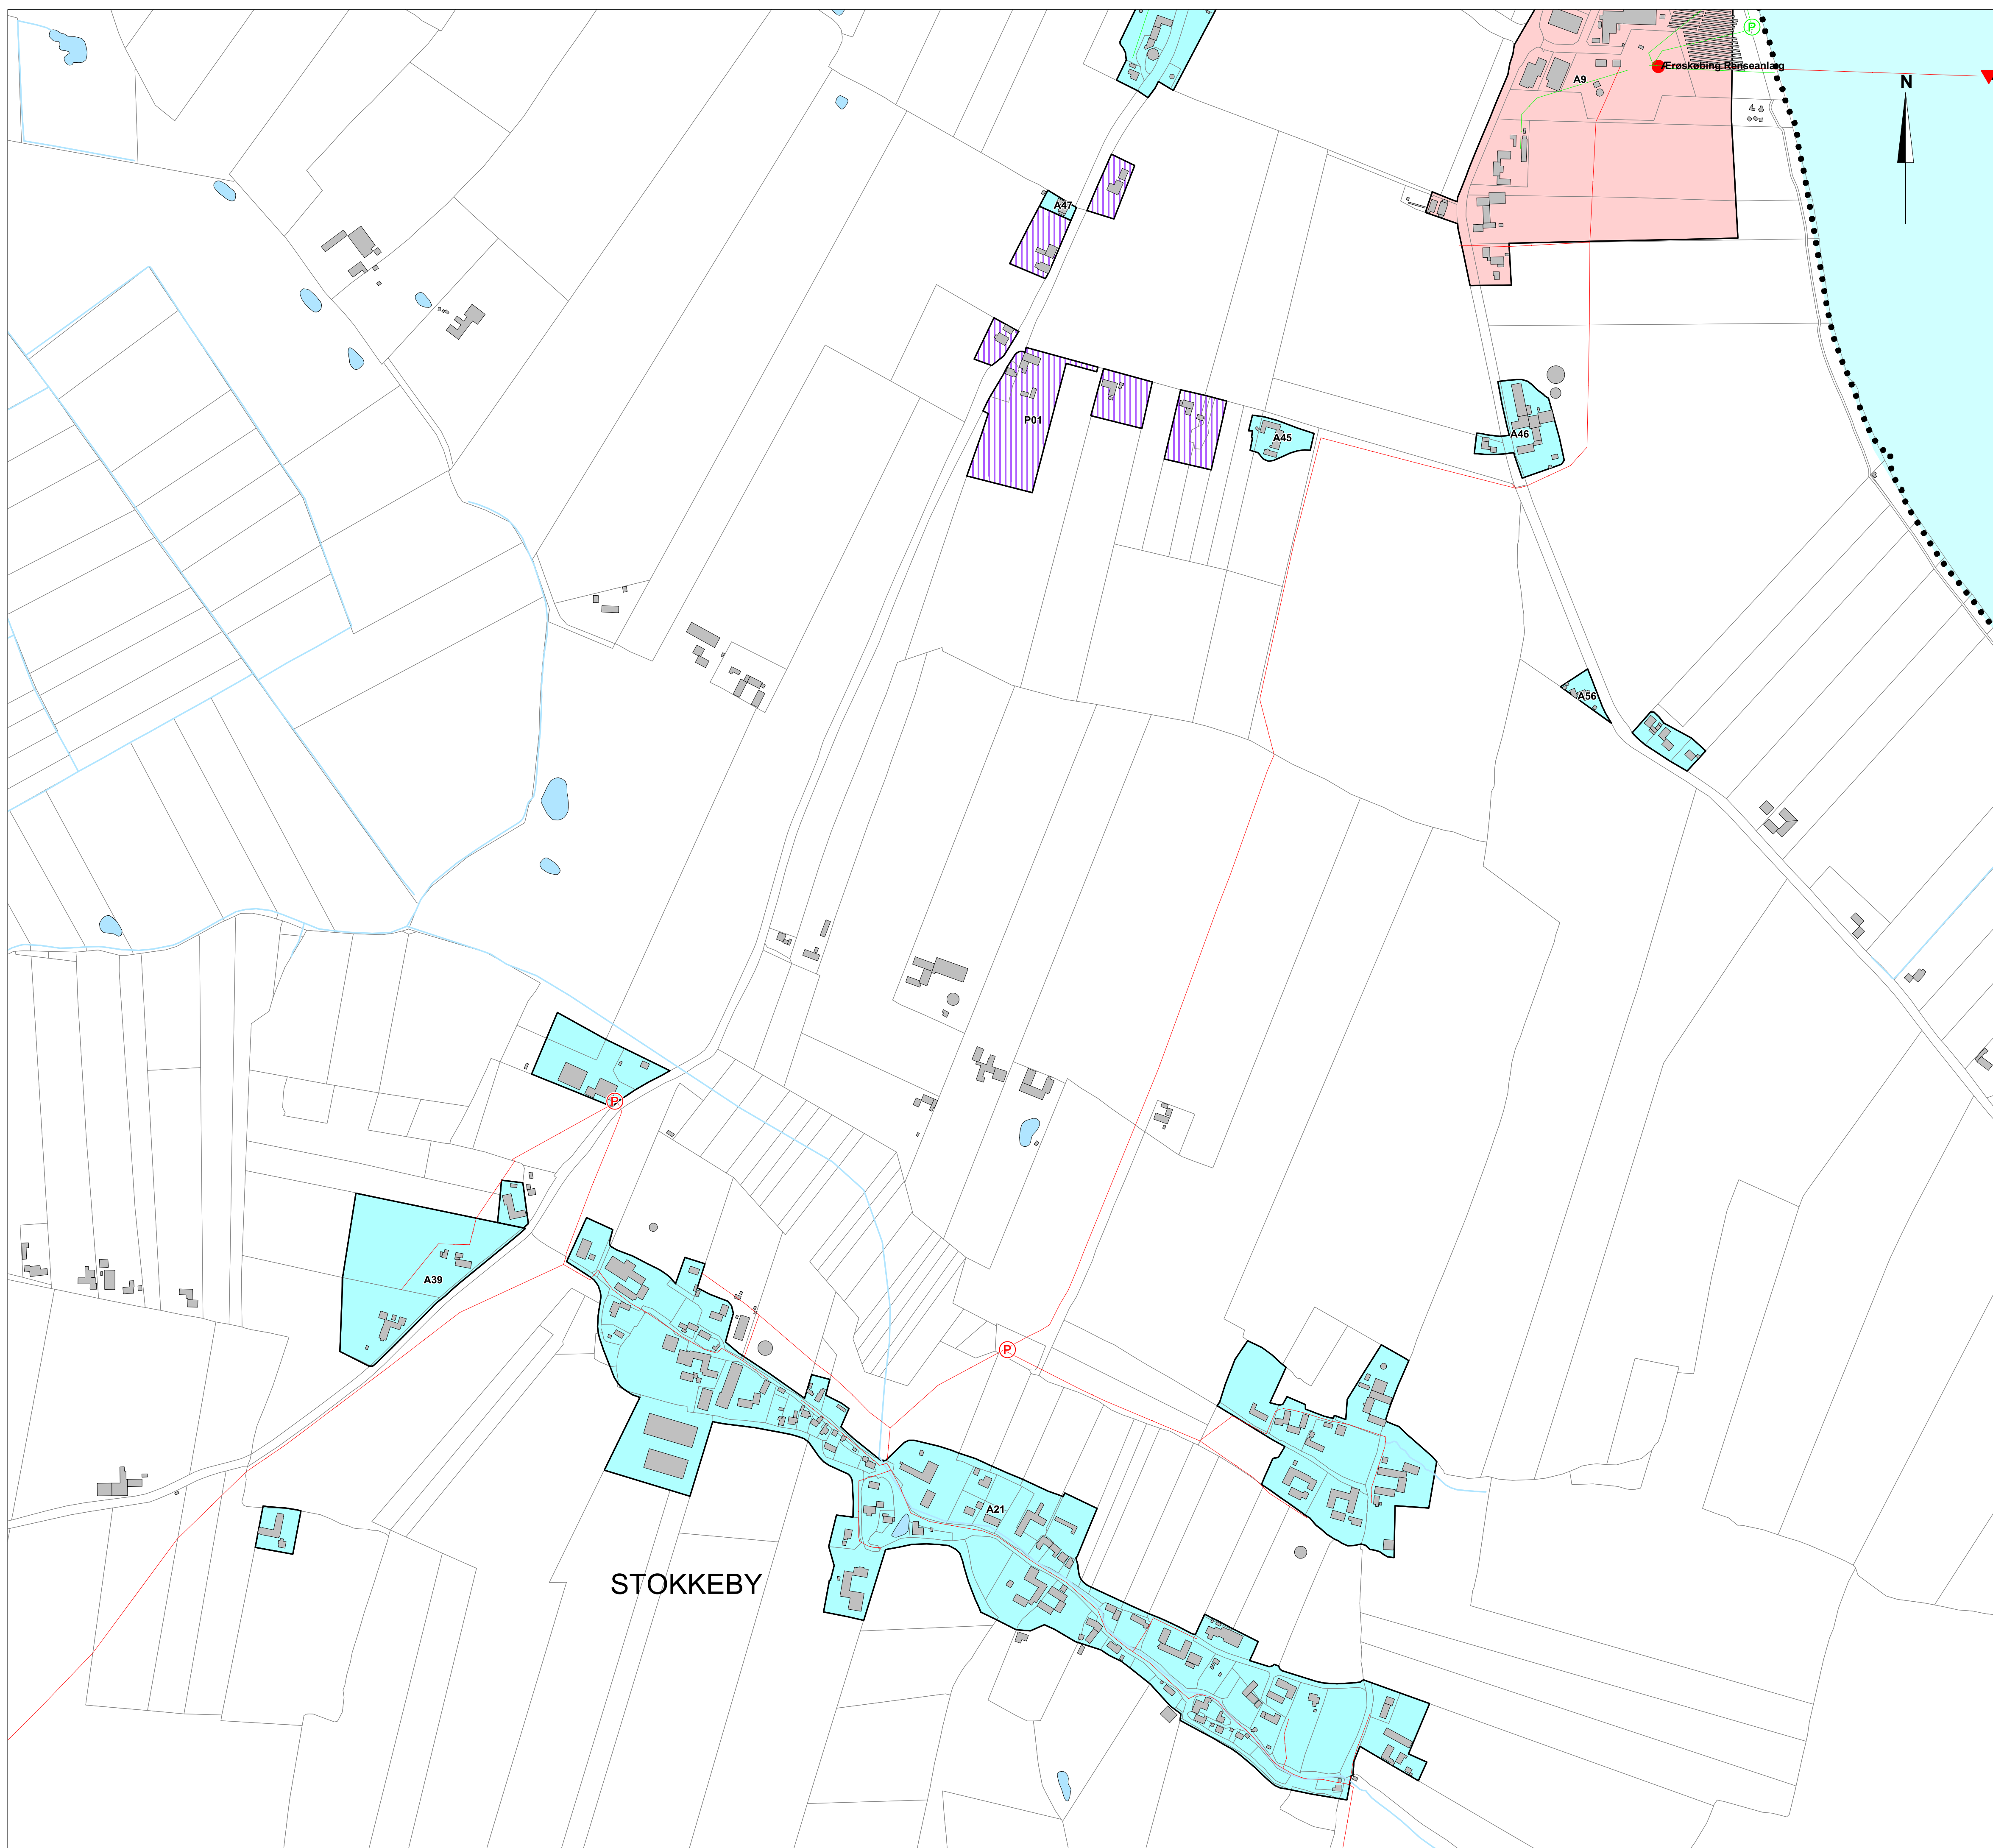 P
Ærøskøbing Renseanlæg
A9
N
A47
P01
A45
A46
A56
P
A39
P
A21
STOKKEBY